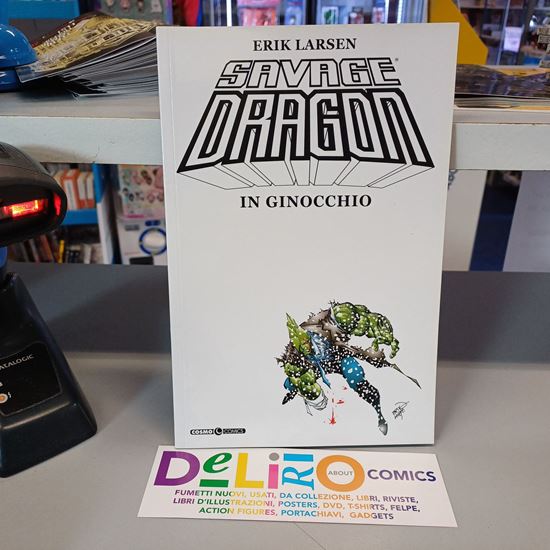 ERIK LARSEN
SAVAGE
DRAGON
IN GINOCCHIO
COSMO COMICS
DATALOGIC
DELIRIO ABOUT COMICS
FUMETTI NUOVI, USATI, DA COLLEZIONE, LIBRI, RIVISTE,
LIBRI D'ILLUSTRAZIONI, POSTERS, DVD, T-SHIRTS, FELPE,
ACTION FIGURES, PORTACHIAVI, GADGETS